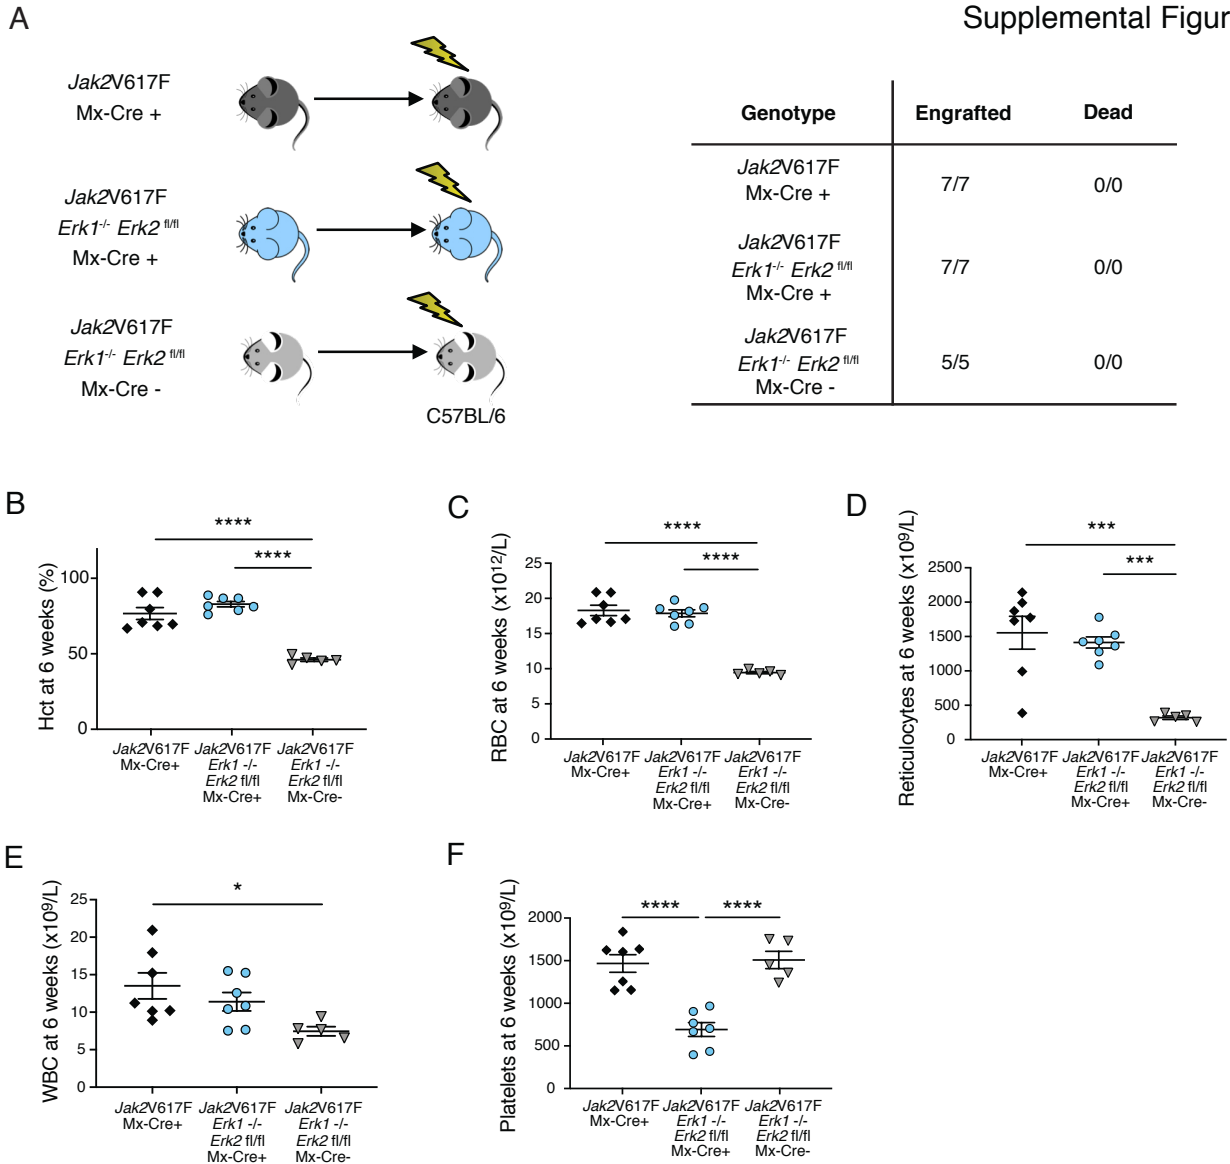 A
Supplemental Figur
Jak2V617F
Mx-Cre +
Jak2V617F
Erk1-/- Erk2 fl/fl
Mx-Cre +
Jak2V617F
Erk1-/- Erk2 fl/fl
Mx-Cre -
C57BL/6
Genotype Engrafted Dead
Jak2V617F
Mx-Cre +
7/7 0/0
Jak2V617F
Erk1-/- Erk2 fl/fl
Mx-Cre +
7/7 0/0
Jak2V617F
Erk1-/- Erk2 fl/fl
Mx-Cre -
5/5 0/0
B
Hct at 6 weeks (%)
****
****
100
50
0
Jak2V617F
Mx-Cre+
Jak2V617F
Erk1 -/-
Erk2 fl/fl
Mx-Cre+
Jak2V617F
Erk1 -/-
Erk2 fl/fl
Mx-Cre-
C
RBC at 6 weeks (x10¹²/L)
****
****
25
20
15
10
5
0
Jak2V617F
Mx-Cre+
Jak2V617F
Erk1 -/-
Erk2 fl/fl
Mx-Cre+
Jak2V617F
Erk1 -/-
Erk2 fl/fl
Mx-Cre-
D
Reticulocytes at 6 weeks (x10⁹/L)
***
***
2500
2000
1500
1000
500
0
Jak2V617F
Mx-Cre+
Jak2V617F
Erk1 -/-
Erk2 fl/fl
Mx-Cre+
Jak2V617F
Erk1 -/-
Erk2 fl/fl
Mx-Cre-
E
WBC at 6 weeks (x10⁹/L)
*
25
20
15
10
5
0
Jak2V617F
Mx-Cre+
Jak2V617F
Erk1 -/-
Erk2 fl/fl
Mx-Cre+
Jak2V617F
Erk1 -/-
Erk2 fl/fl
Mx-Cre-
F
Platelets at 6 weeks (x10⁹/L)
****
****
2000
1500
1000
500
0
Jak2V617F
Mx-Cre+
Jak2V617F
Erk1 -/-
Erk2 fl/fl
Mx-Cre+
Jak2V617F
Erk1 -/-
Erk2 fl/fl
Mx-Cre-